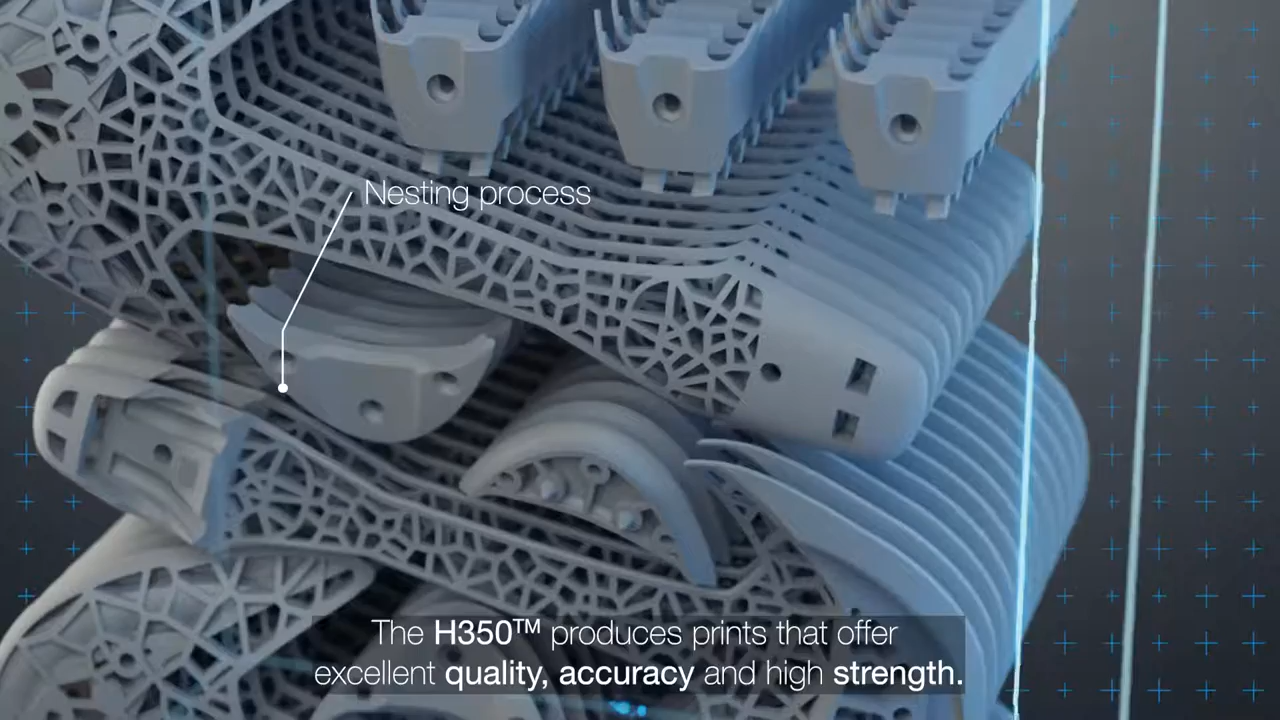 Nesting process
The H350™ produces prints that offer
excellent quality, accuracy and high strength.